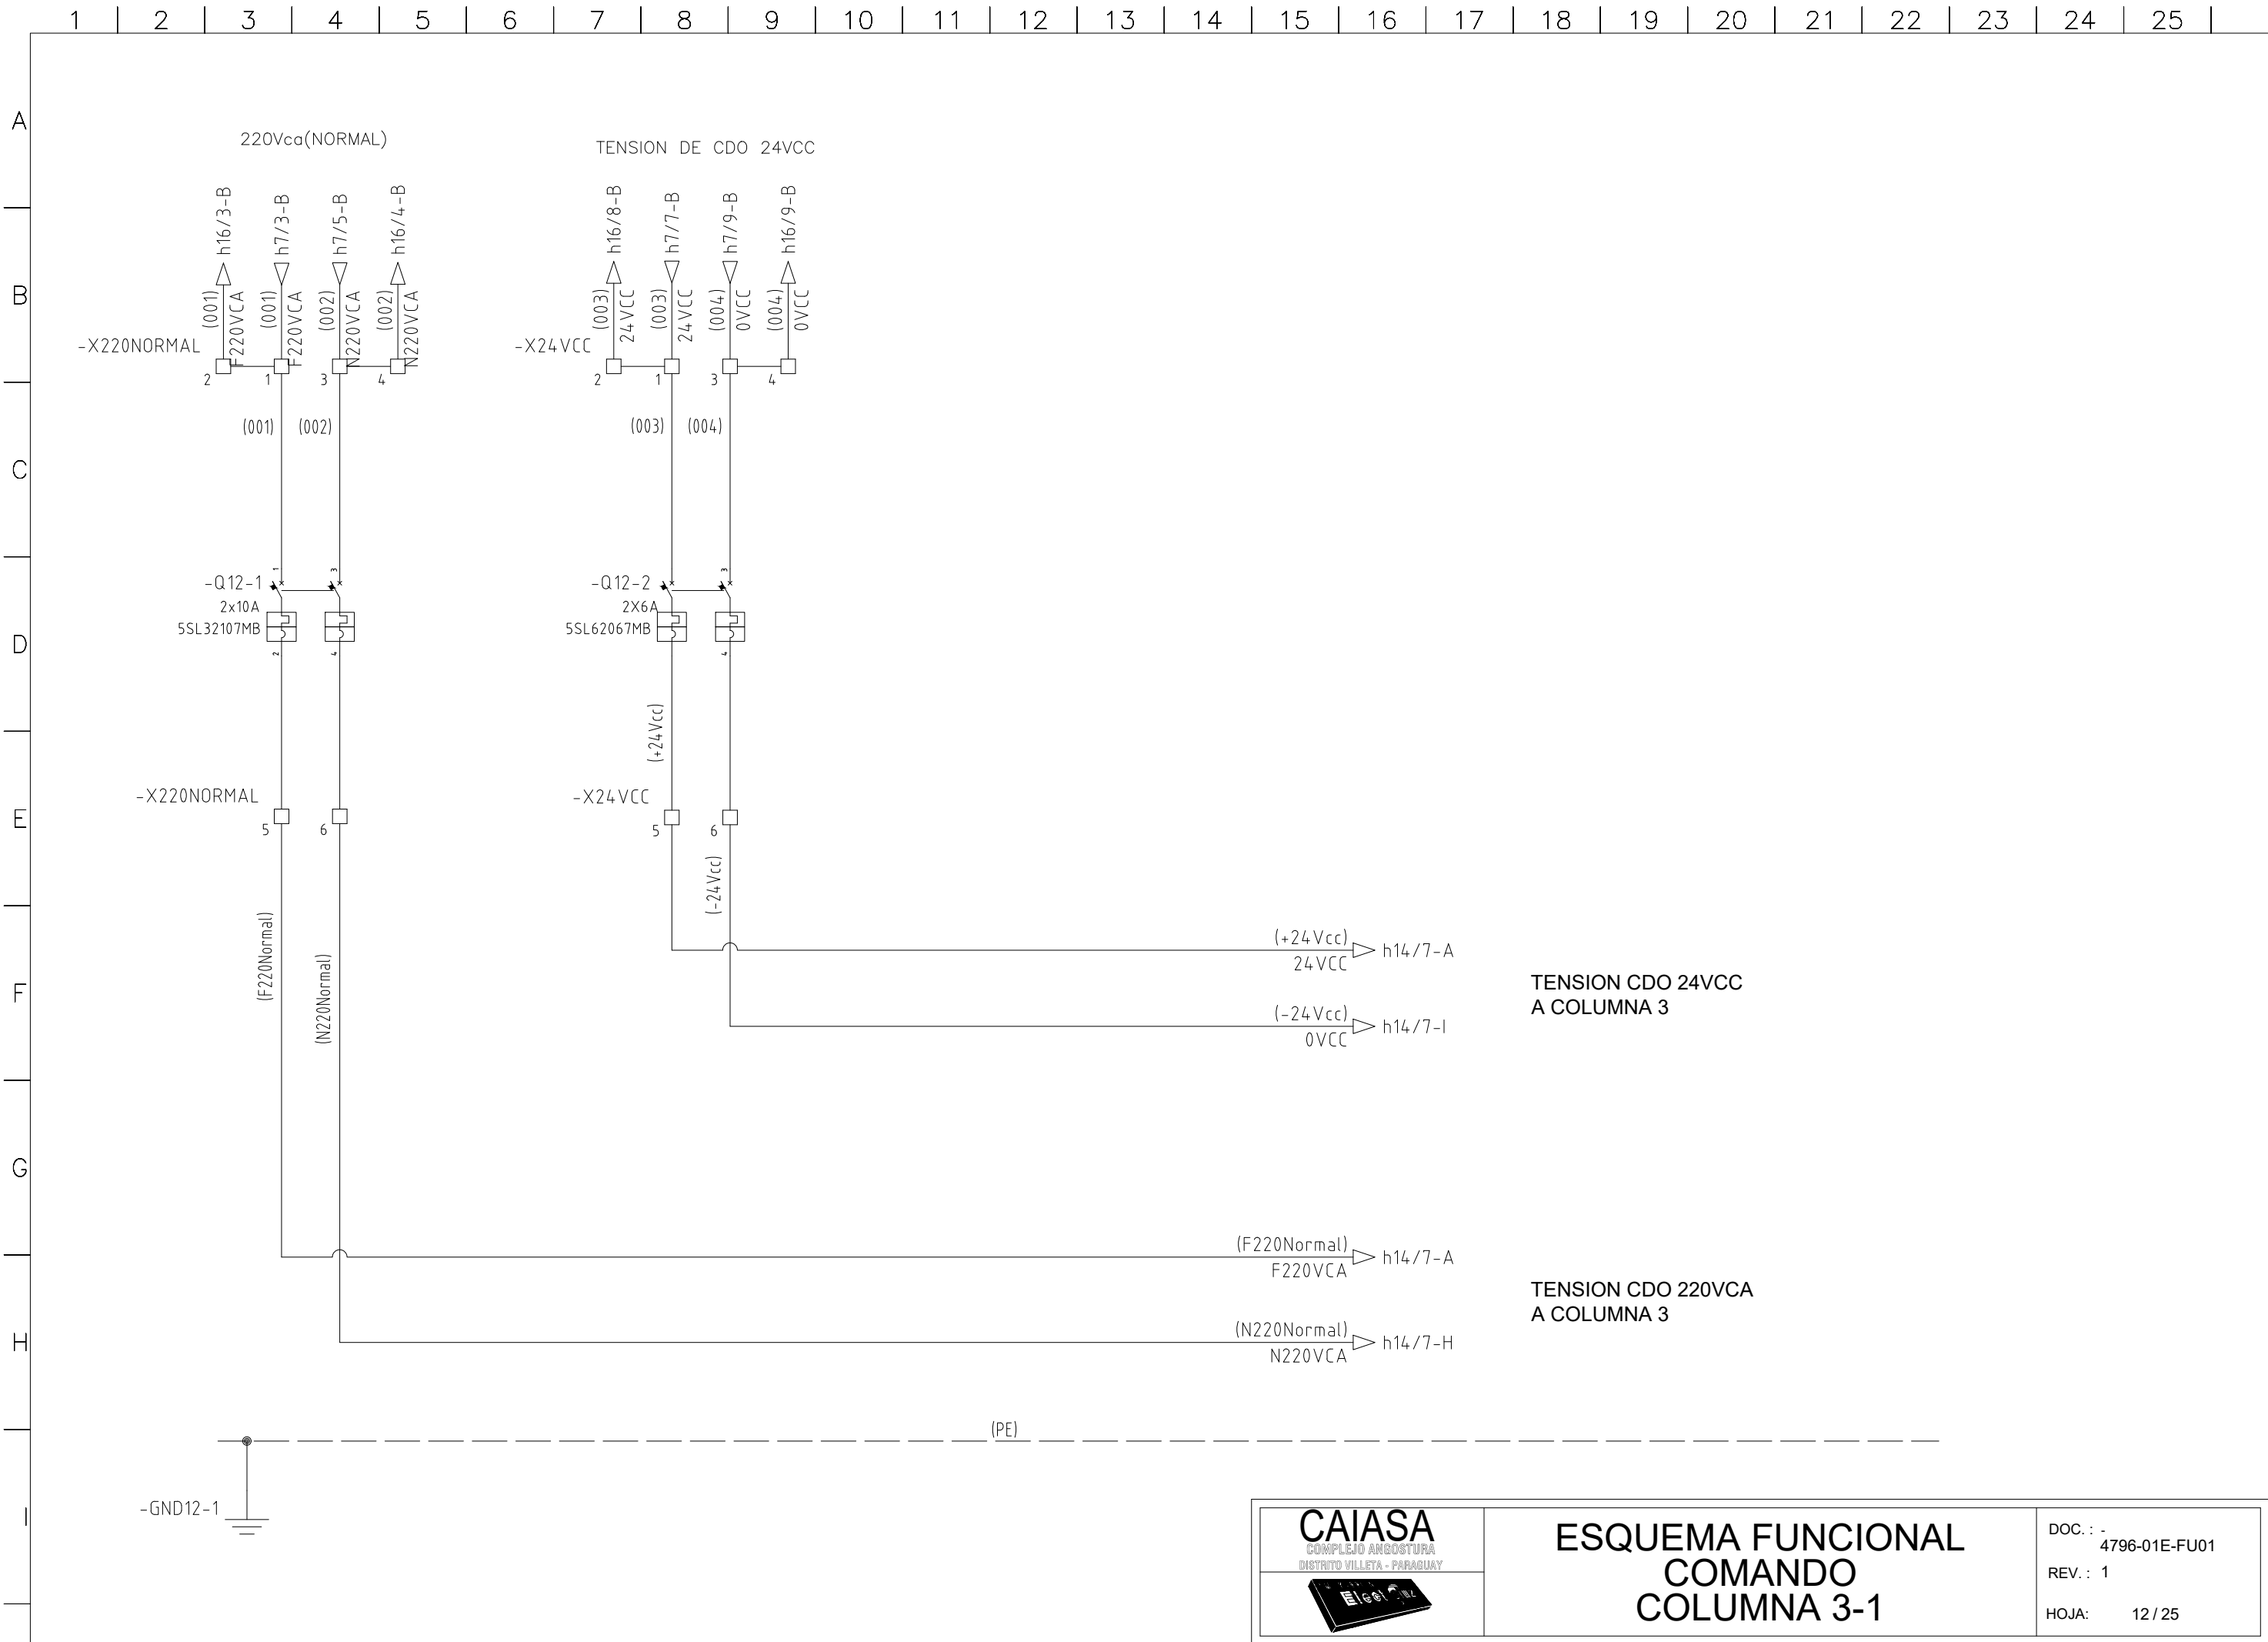 1 2 3 4 5 6 7 8 9 10 11 12 13 14 15 16 17 18 19 20 21 22 23 24 25
A
B
C
D
E
F
G
H
I
220Vca(NORMAL)
TENSION DE CDO 24VCC
h16/3-B
h7/3-B
h7/5-B
h16/4-B
h16/8-B
h7/7-B
h7/9-B
h16/9-B
(001)
F220VCA
(001)
F220VCA
(002)
N220VCA
(002)
N220VCA
(003)
24VCC
(003)
24VCC
(004)
0VCC
(004)
0VCC
-X220NORMAL
2 1 3 4
-X24VCC
2 1 3 4
(001) (002)
(003) (004)
1 3
-Q12-1
2x10A
5SL32107MB
2 4
3
-Q12-2
2X6A
5SL62067MB
4
(+24Vcc)
-X220NORMAL
5 6
-X24VCC
5 6
(-24Vcc)
(F220Normal)
(N220Normal)
(+24Vcc)
24VCC
h14/7-A
(-24Vcc)
0VCC
h14/7-I
TENSION CDO 24VCC
A COLUMNA 3
(F220Normal)
F220VCA
h14/7-A
(N220Normal)
N220VCA
h14/7-H
TENSION CDO 220VCA
A COLUMNA 3
(PE)
-GND12-1
CAIASA
COMPLEJO ANGOSTURA
DISTRITO VILLETA - PARAGUAY
ESQUEMA FUNCIONAL
COMANDO
COLUMNA 3-1
DOC. : -
4796-01E-FU01
REV. : 1
HOJA: 12 / 25